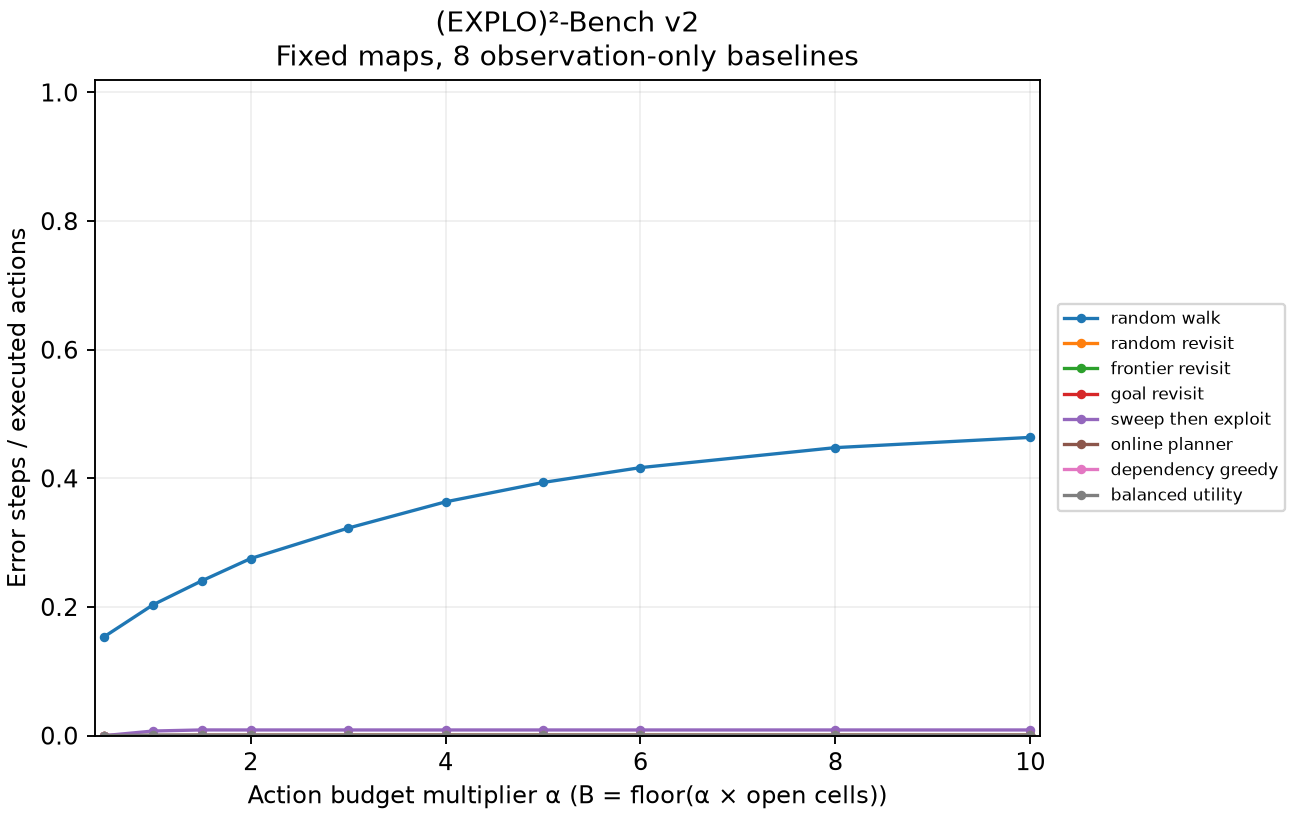 (EXPLO)²-Bench v2
Fixed maps, 8 observation-only baselines
Error steps / executed actions
1.0
0.8
0.6
0.4
0.2
0.0
2
4
6
8
10
Action budget multiplier α (B = floor(α × open cells))
random walk
random revisit
frontier revisit
goal revisit
sweep then exploit
online planner
dependency greedy
balanced utility